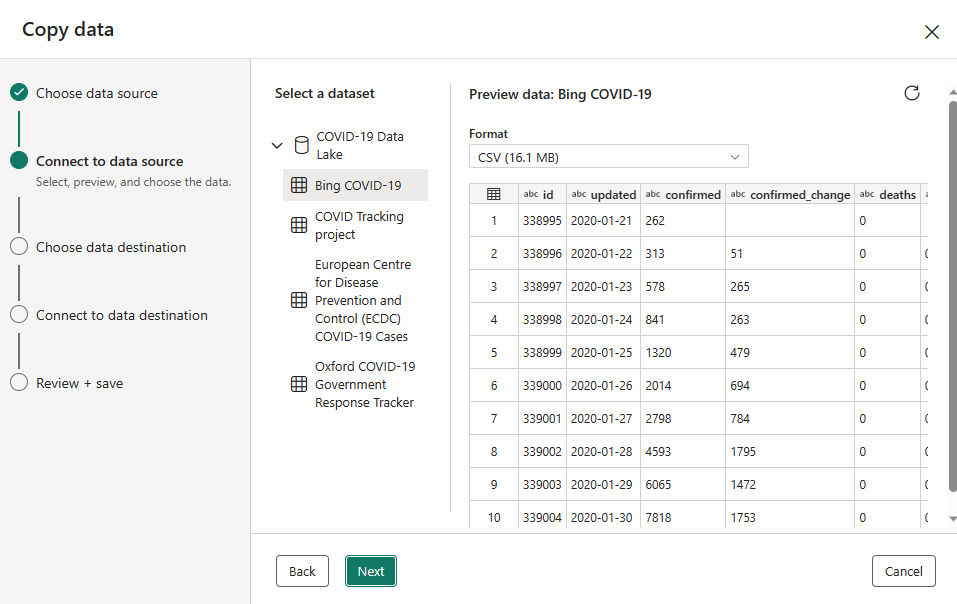 Copy data
Choose data source
Connect to data source
Select, preview, and choose the data.
Choose data destination
Connect to data destination
Review + save
Select a dataset
COVID-19 Data
Lake
Bing COVID-19
COVID Tracking
project
European Centre
for Disease
Prevention and
Control (ECDC)
COVID-19 Cases
Oxford COVID-19
Government
Response Tracker
Preview data: Bing COVID-19
Format
CSV (16.1 MB)
abc id abc updated abc confirmed abc confirmed_change abc deaths
1 338995 2020-01-21 262 0
2 338996 2020-01-22 313 51 0
3 338997 2020-01-23 578 265 0
4 338998 2020-01-24 841 263 0
5 338999 2020-01-25 1320 479 0
6 339000 2020-01-26 2014 694 0
7 339001 2020-01-27 2798 784 0
8 339002 2020-01-28 4593 1795 0
9 339003 2020-01-29 6065 1472 0
10 339004 2020-01-30 7818 1753 0
Back
Next
Cancel